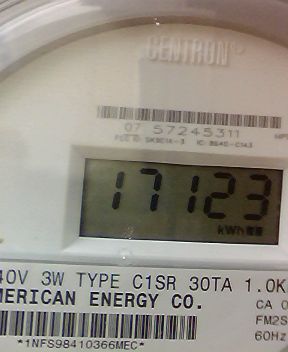 CENTRON®
07 57245311
17123
kWh
40V 3W TYPE C1SR 30TA 1.0K
MERICAN ENERGY CO.
CA 0
FM2S
60Hz
*1NFS98410366MEC*